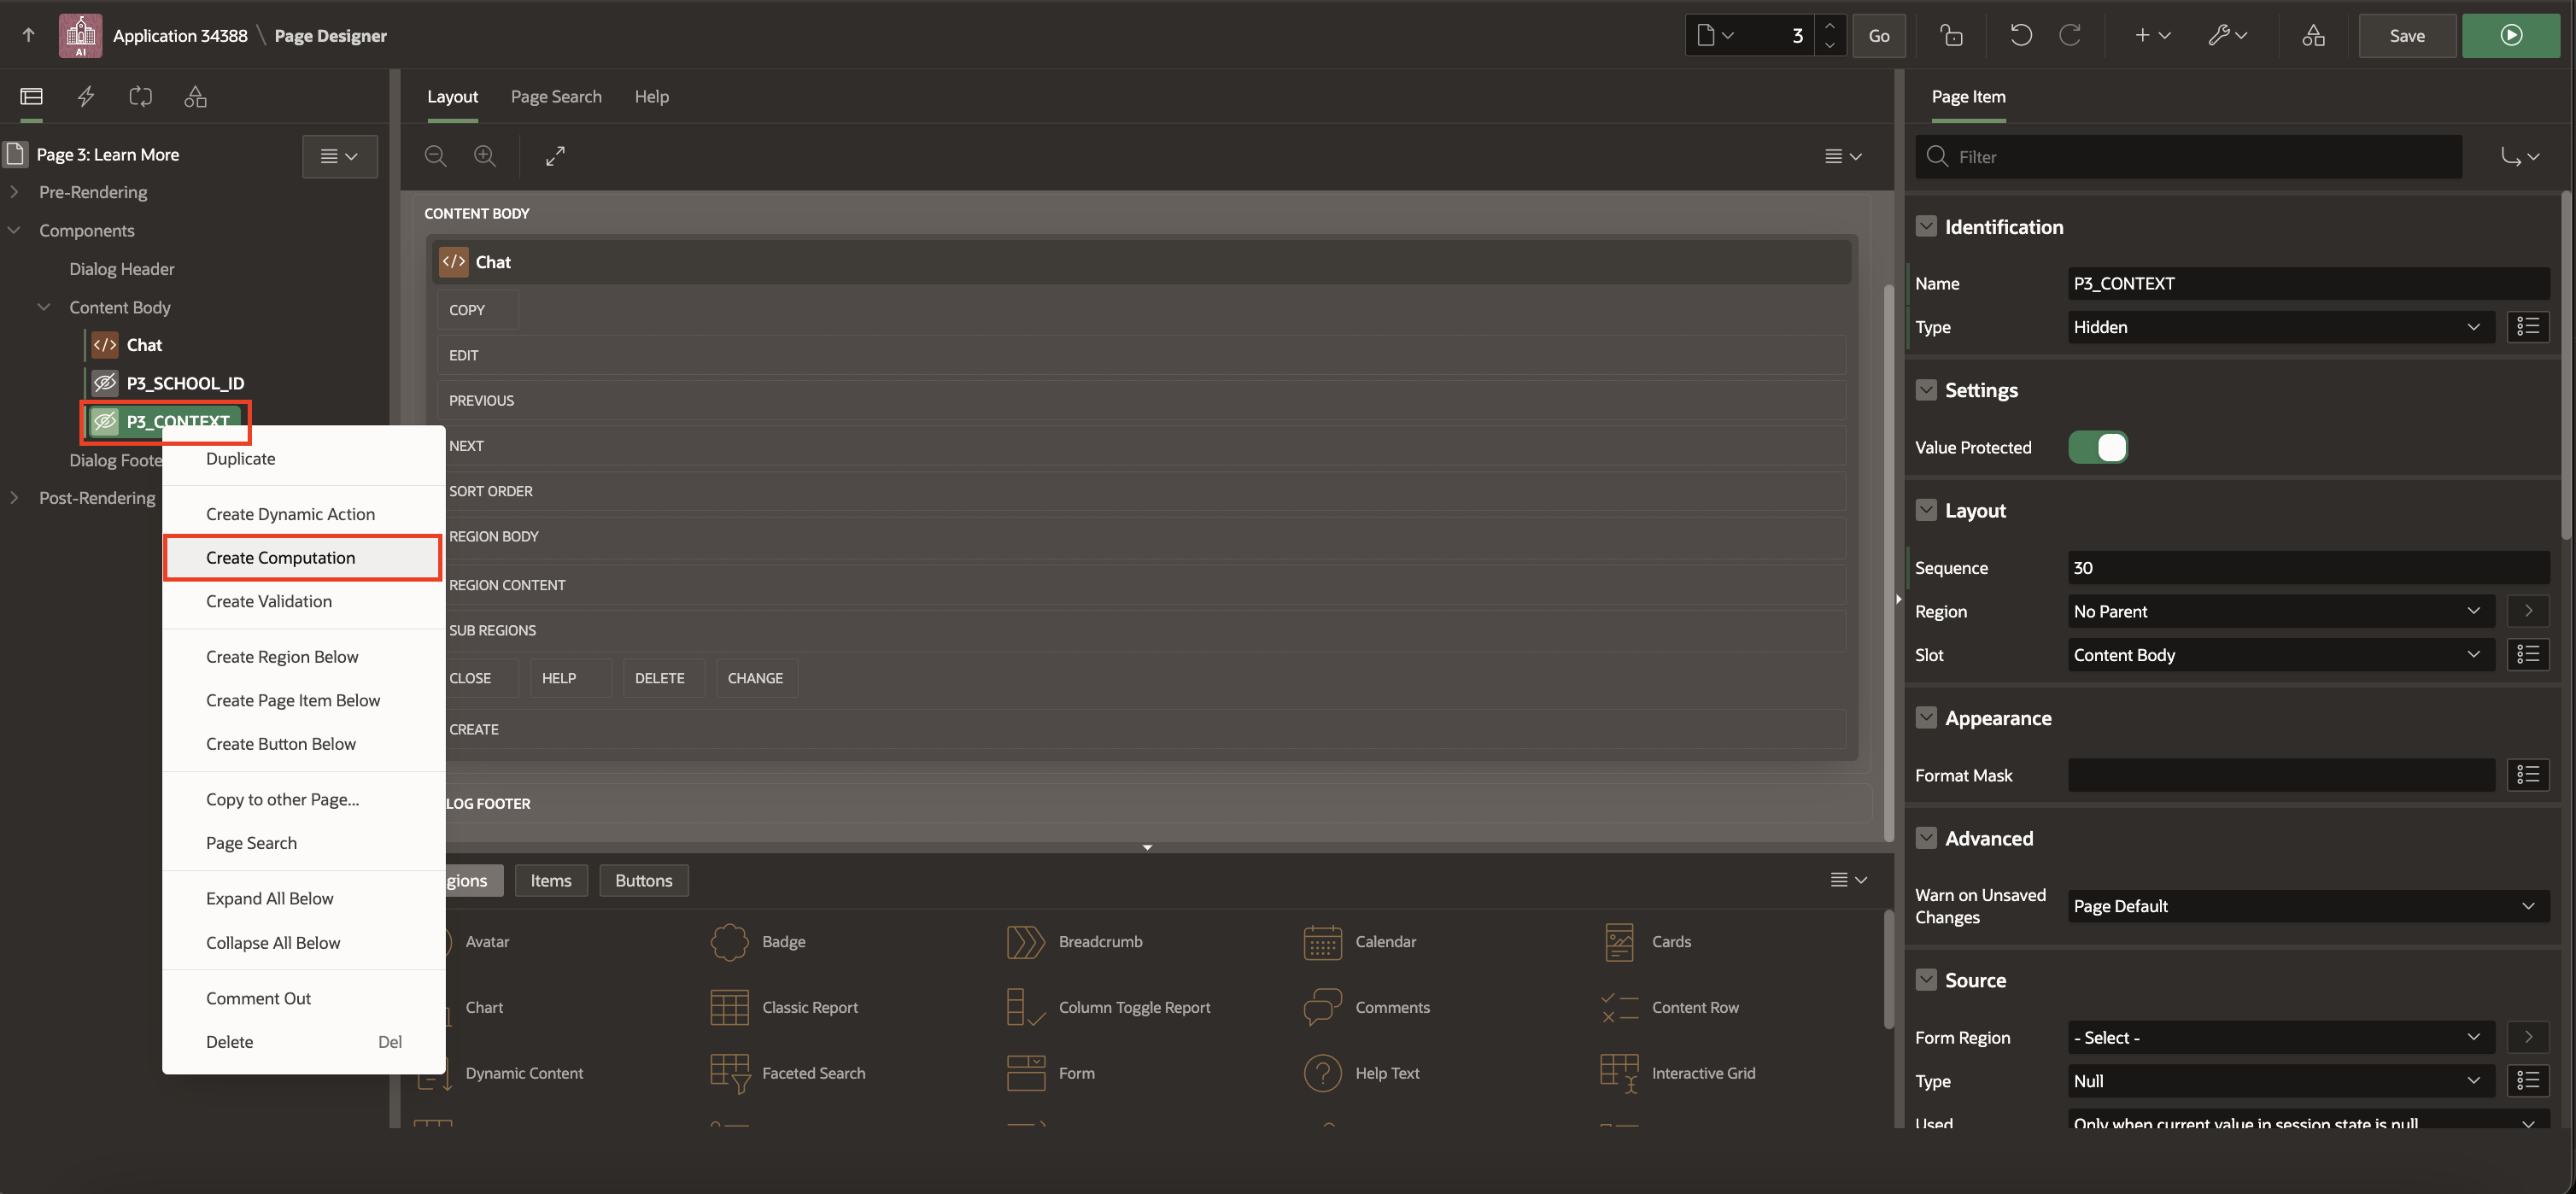 AI
Application 34388 \ Page Designer
3
Go
Save
Page 3: Learn More
Pre-Rendering
Components
Dialog Header
Content Body
Chat
P3_SCHOOL_ID
P3_CONTEXT
Dialog Foote
Post-Rendering
Duplicate
Create Dynamic Action
Create Computation
Create Validation
Create Region Below
Create Page Item Below
Create Button Below
Copy to other Page...
Page Search
Expand All Below
Collapse All Below
Comment Out
Delete Del
Layout Page Search Help
CONTENT BODY
Chat
COPY
EDIT
PREVIOUS
NEXT
SORT ORDER
REGION BODY
REGION CONTENT
SUB REGIONS
CLOSE HELP DELETE CHANGE
CREATE
LOG FOOTER
gions Items Buttons
Avatar Badge Breadcrumb Calendar Cards
Chart Classic Report Column Toggle Report Comments Content Row
Dynamic Content Faceted Search Form Help Text Interactive Grid
Page Item
Filter
Identification
Name P3_CONTEXT
Type Hidden
Settings
Value Protected
Layout
Sequence 30
Region No Parent
Slot Content Body
Appearance
Format Mask
Advanced
Warn on Unsaved
Changes
Page Default
Source
Form Region - Select -
Type Null
Used Only when current value in session state is null